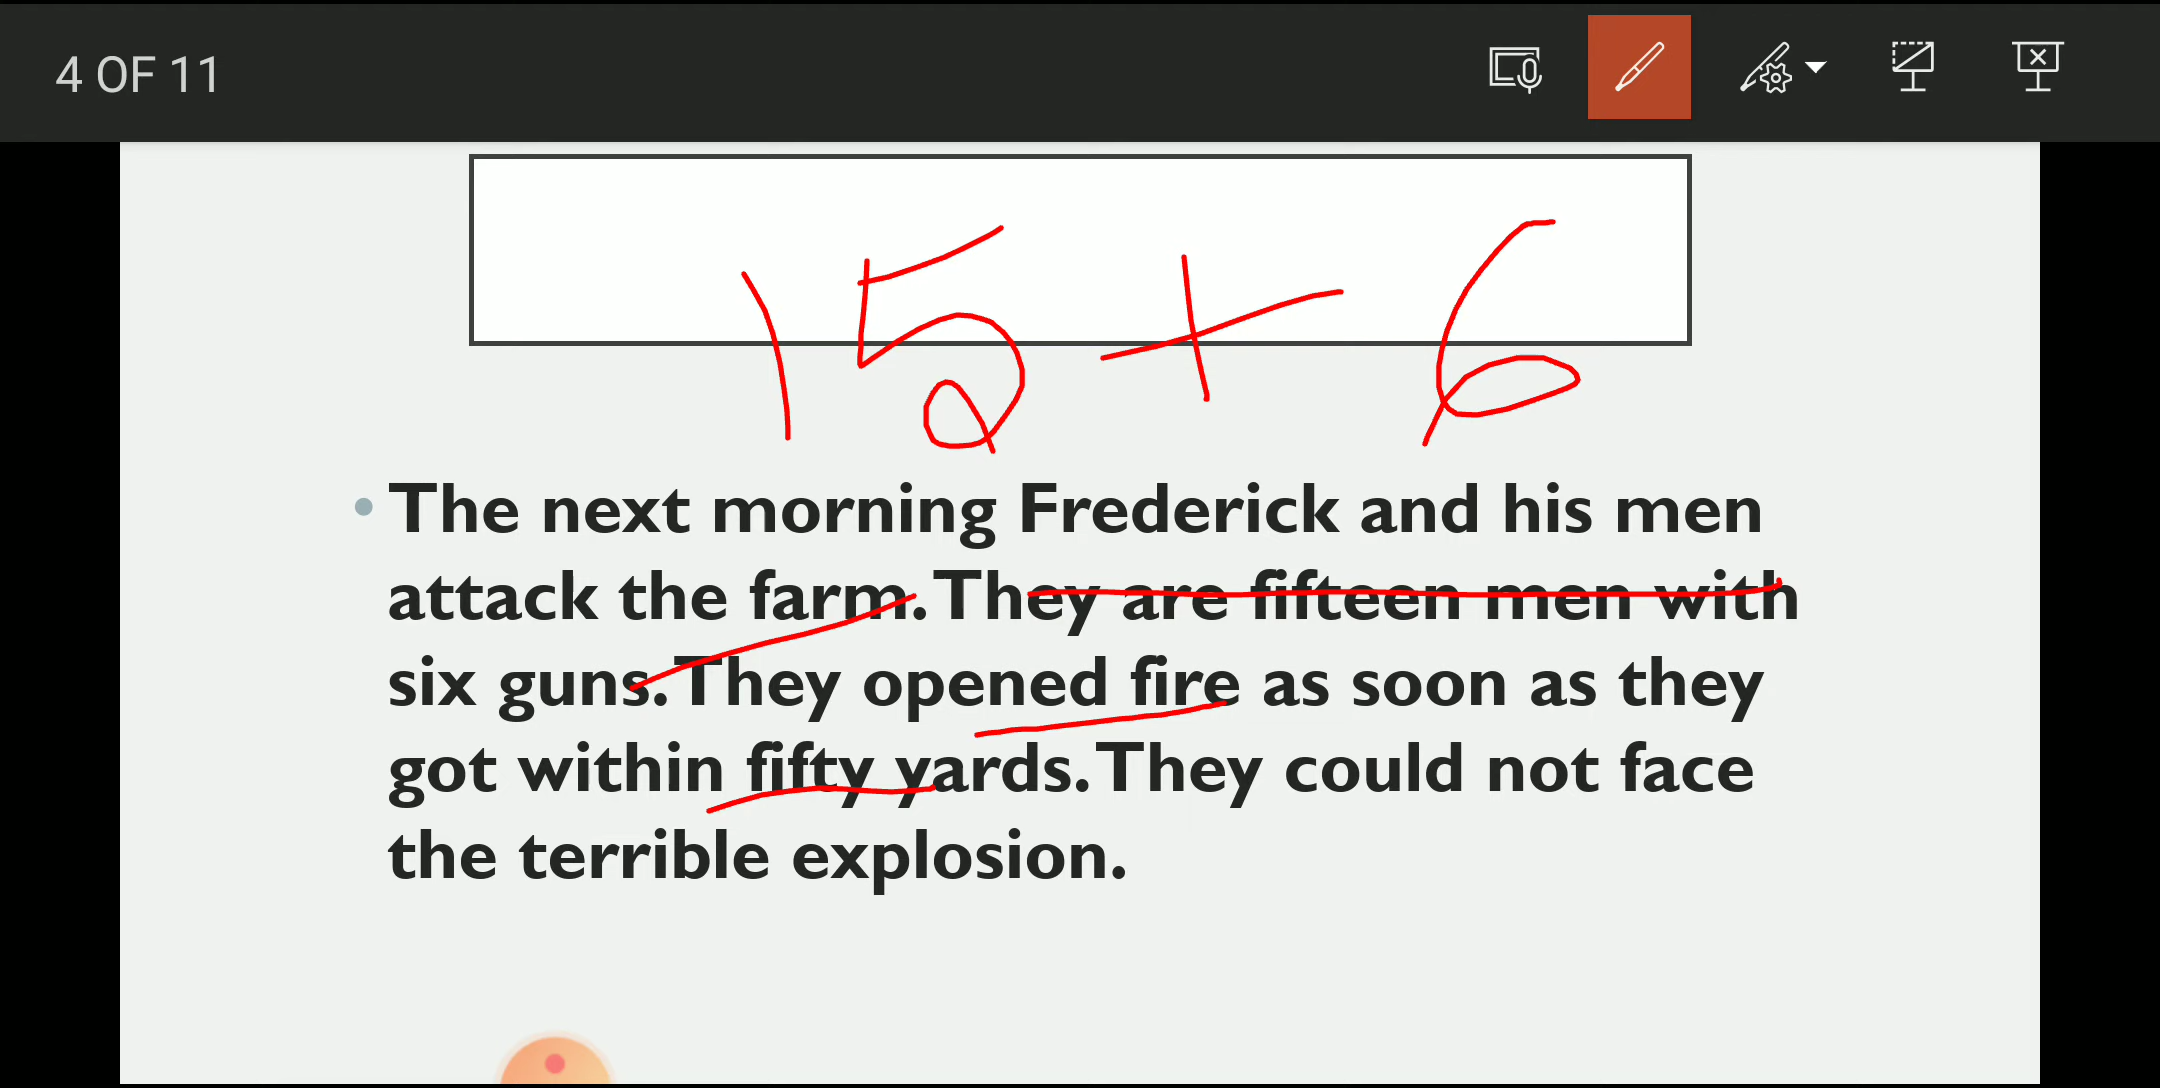 4 OF 11
15 + 6
• The next morning Frederick and his men
attack the farm. They are fifteen men with
six guns. They opened fire as soon as they
got within fifty yards. They could not face
the terrible explosion.